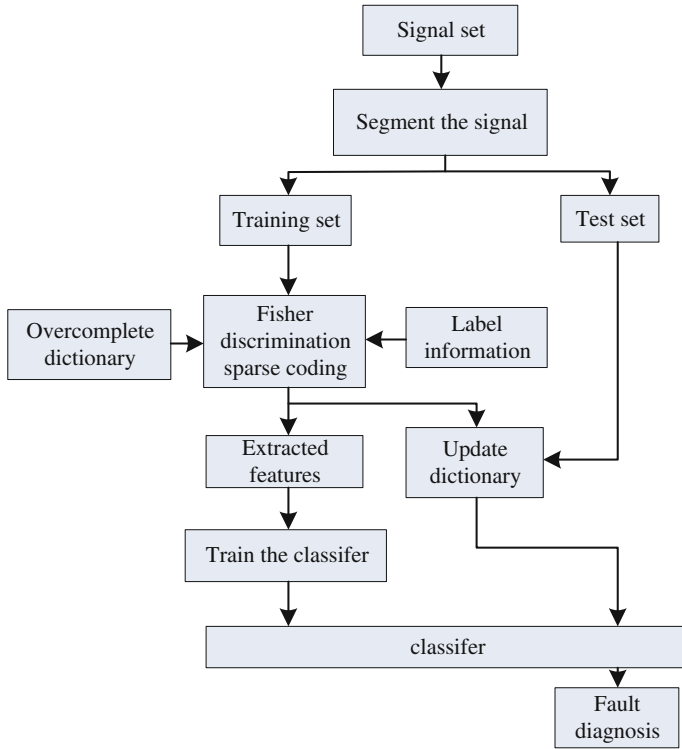 Signal set
Segment the signal
Training set
Test set
Overcomplete
dictionary
Fisher
discrimination
sparse coding
Label
information
Extracted
features
Update
dictionary
Train the classifer
classifer
Fault
diagnosis